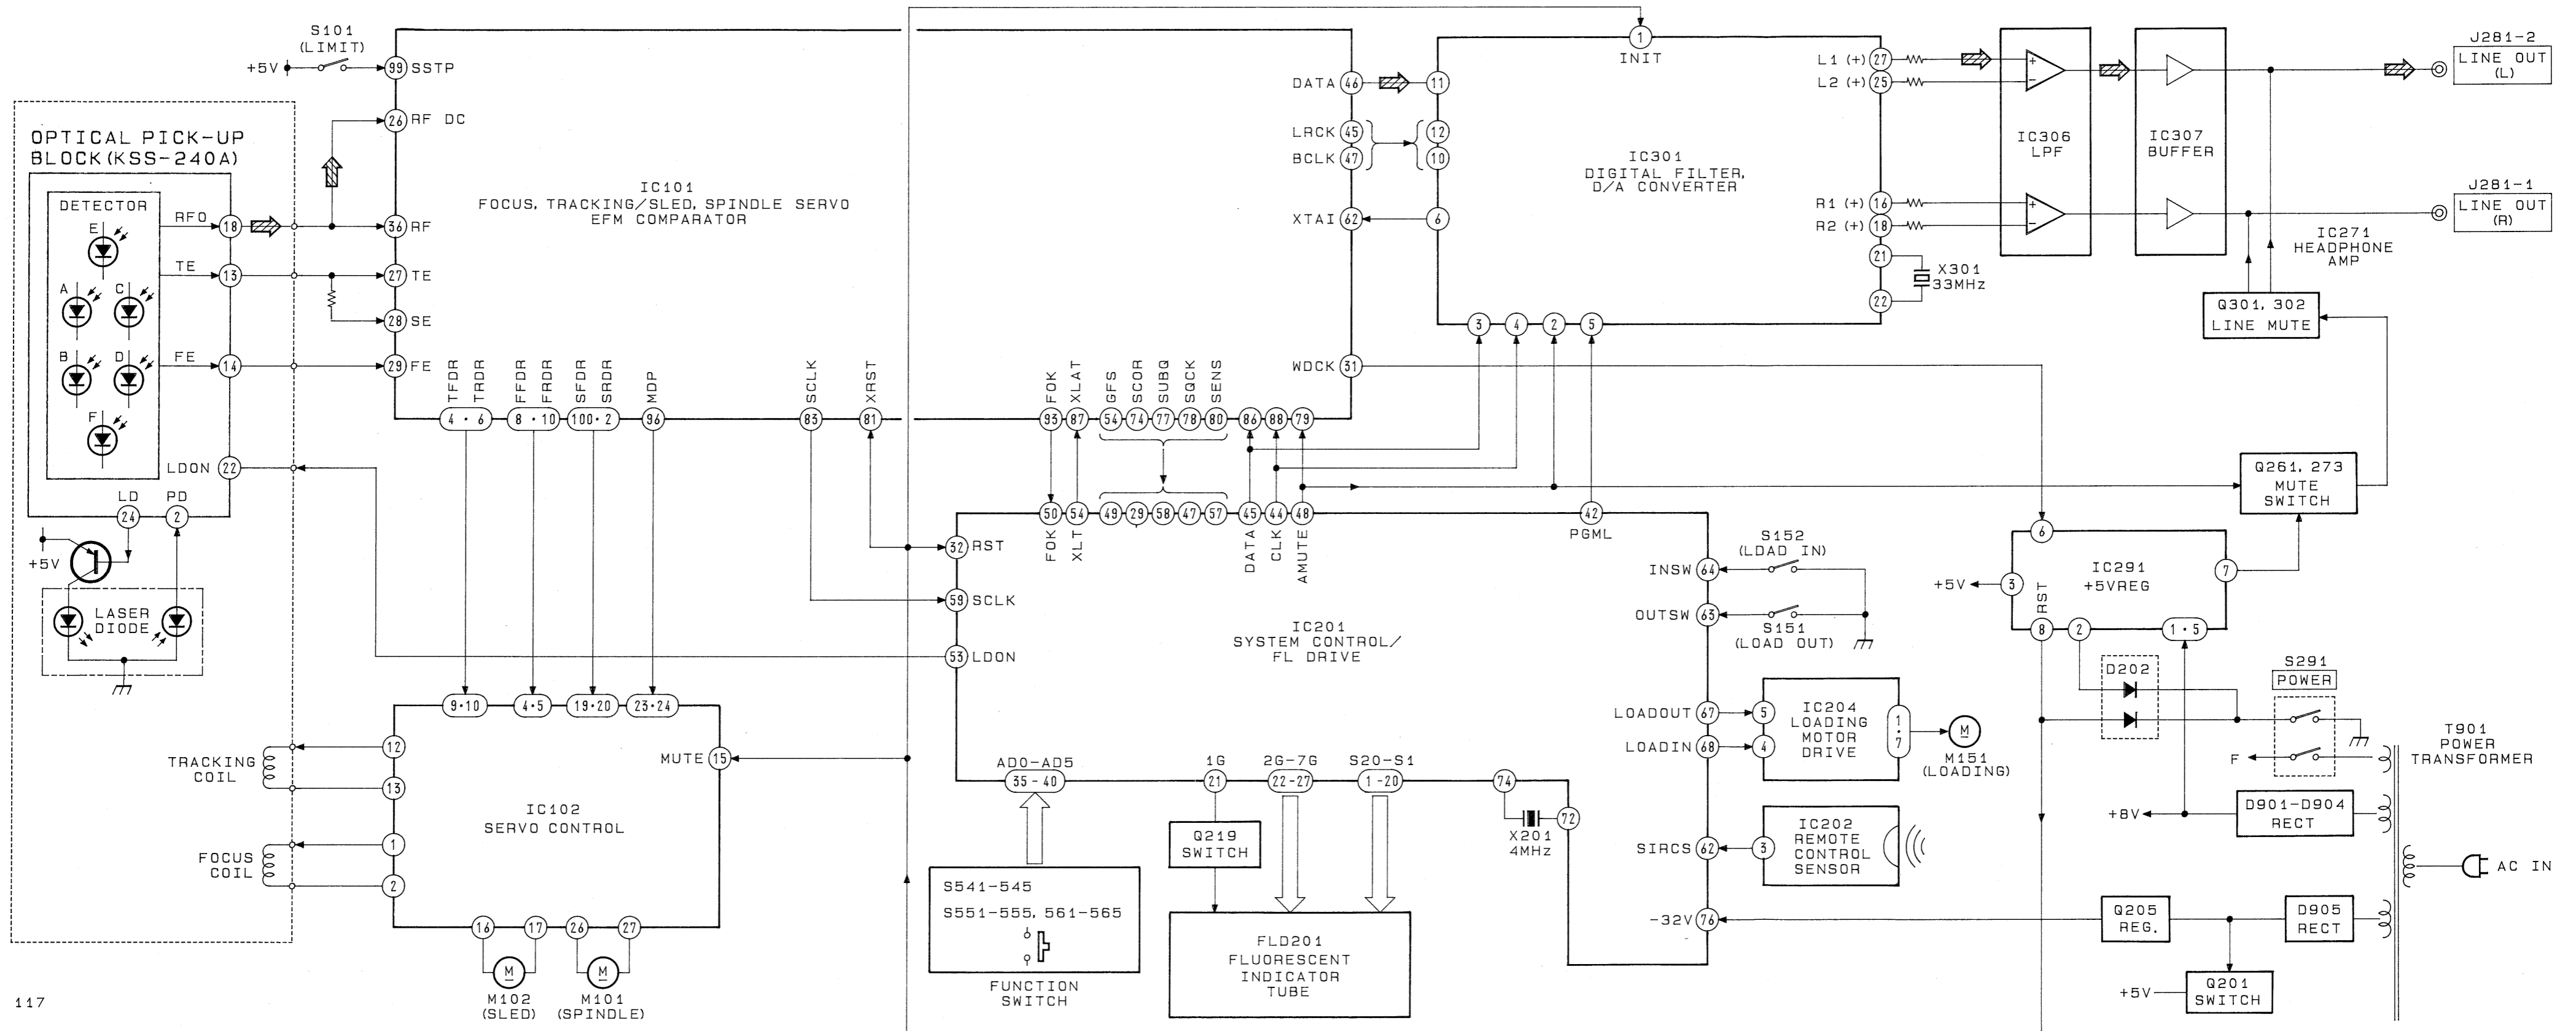 S101
(LIMIT)
+5V
99 SSTP
26 RF DC
OPTICAL PICK-UP
BLOCK(KSS-240A)
DETECTOR
RFO
18
36 RF
E
TE
13
27 TE
A
C
28 SE
B
D
FE
14
29 FE
F
LDON
22
LD
PD
24
2
+5V
LASER
DIODE
TRACKING
COIL
FOCUS
COIL
IC101
FOCUS, TRACKING/SLED, SPINDLE SERVO
EFM COMPARATOR
DATA 46
LRCK 45
BCLK 47
XTAI 62
WDCK 31
TFDR
TRDR
FFDR
FRDR
SFDR
SRDR
MDP
SCLK
XRST
FOK
XLAT
GFS
SCOR
SUBQ
SQCK
SENS
4 · 6
8 · 10
100 · 2
96
83
81
93
87
54
74
77
78
80
86
88
79
1
INIT
11
12
10
6
IC301
DIGITAL FILTER,
D/A CONVERTER
L1 (+) 27
L2 (+) 25
R1 (+) 16
R2 (+) 18
21
22
X301
33MHz
3
4
2
5
IC306
LPF
IC307
BUFFER
J281-2
LINE OUT
(L)
J281-1
LINE OUT
(R)
IC271
HEADPHONE
AMP
Q301, 302
LINE MUTE
Q261, 273
MUTE
SWITCH
50
54
49
29
58
47
57
45
44
48
42
FOK
XLT
DATA
CLK
AMUTE
PGML
32 RST
59 SCLK
53 LDON
IC201
SYSTEM CONTROL/
FL DRIVE
INSW 64
OUTSW 63
S152
(LDAD IN)
S151
(LOAD OUT)
LOADOUT 67
LOADIN 68
5
4
IC204
LOADING
MOTOR
DRIVE
1 · 7
M
M151
(LOADING)
SIRCS 62
3
IC202
REMOTE
CONTROL
SENSOR
-32V 76
AD0-AD5
35 - 40
1G
21
2G-7G
22-27
S20-S1
1 -20
74
72
X201
4MHz
Q219
SWITCH
S541-545
S551-555, 561-565
FUNCTION
SWITCH
FLD201
FLUORESCENT
INDICATOR
TUBE
9·10
4·5
19·20
23·24
12
13
1
2
MUTE 15
IC102
SERVO CONTROL
16
17
26
27
M
M
M102
(SLED)
M101
(SPINDLE)
6
+5V
3
RST
IC291
+5VREG
7
8
2
1 · 5
D202
S291
POWER
F
T901
POWER
TRANSFORMER
+8V
D901-D904
RECT
AC IN
Q205
REG.
D905
RECT
+5V
Q201
SWITCH
117